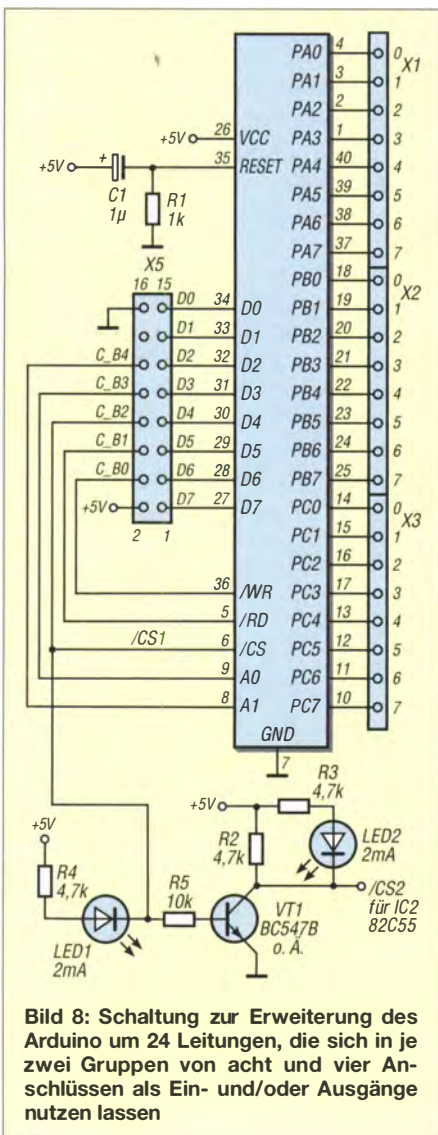 PA0 4 0 X1
PA1 3 1
PA2 2 2
+5V 26 VCC PA3 1 3
+5V + 35 RESET PA4 40 4
C1 R1 PA5 39 5
1µ 1k PA6 38 6
X5 PA7 37 7
16 15 PB0 18 0 X2
D0 34 D0 PB1 19 1
D1 33 D1 PB2 20 2
C_B4 D2 32 D2 PB3 21 3
C_B3 D3 31 D3 PB4 22 4
C_B2 D4 30 D4 PB5 23 5
C_B1 D5 29 D5 PB6 24 6
C_B0 D6 28 D6 PB7 25 7
+5V D7 27 D7 PC0 14 0 X3
2 1 PC1 15 1
PC2 16 2
36 /WR PC3 17 3
5 /RD PC4 13 4
/CS1 6 /CS PC5 12 5
9 A0 PC6 11 6
8 A1 PC7 10 7
GND
7
R3
+5V 4,7k
+5V R2 LED2
4,7k 2mA
R4 R5 /CS2
4,7k 10k VT1 für IC2
LED1 BC547B 82C55
2mA o. Ä.
Bild 8: Schaltung zur Erweiterung des
Arduino um 24 Leitungen, die sich in je
zwei Gruppen von acht und vier An-
schlüssen als Ein- und/oder Ausgänge
nutzen lassen